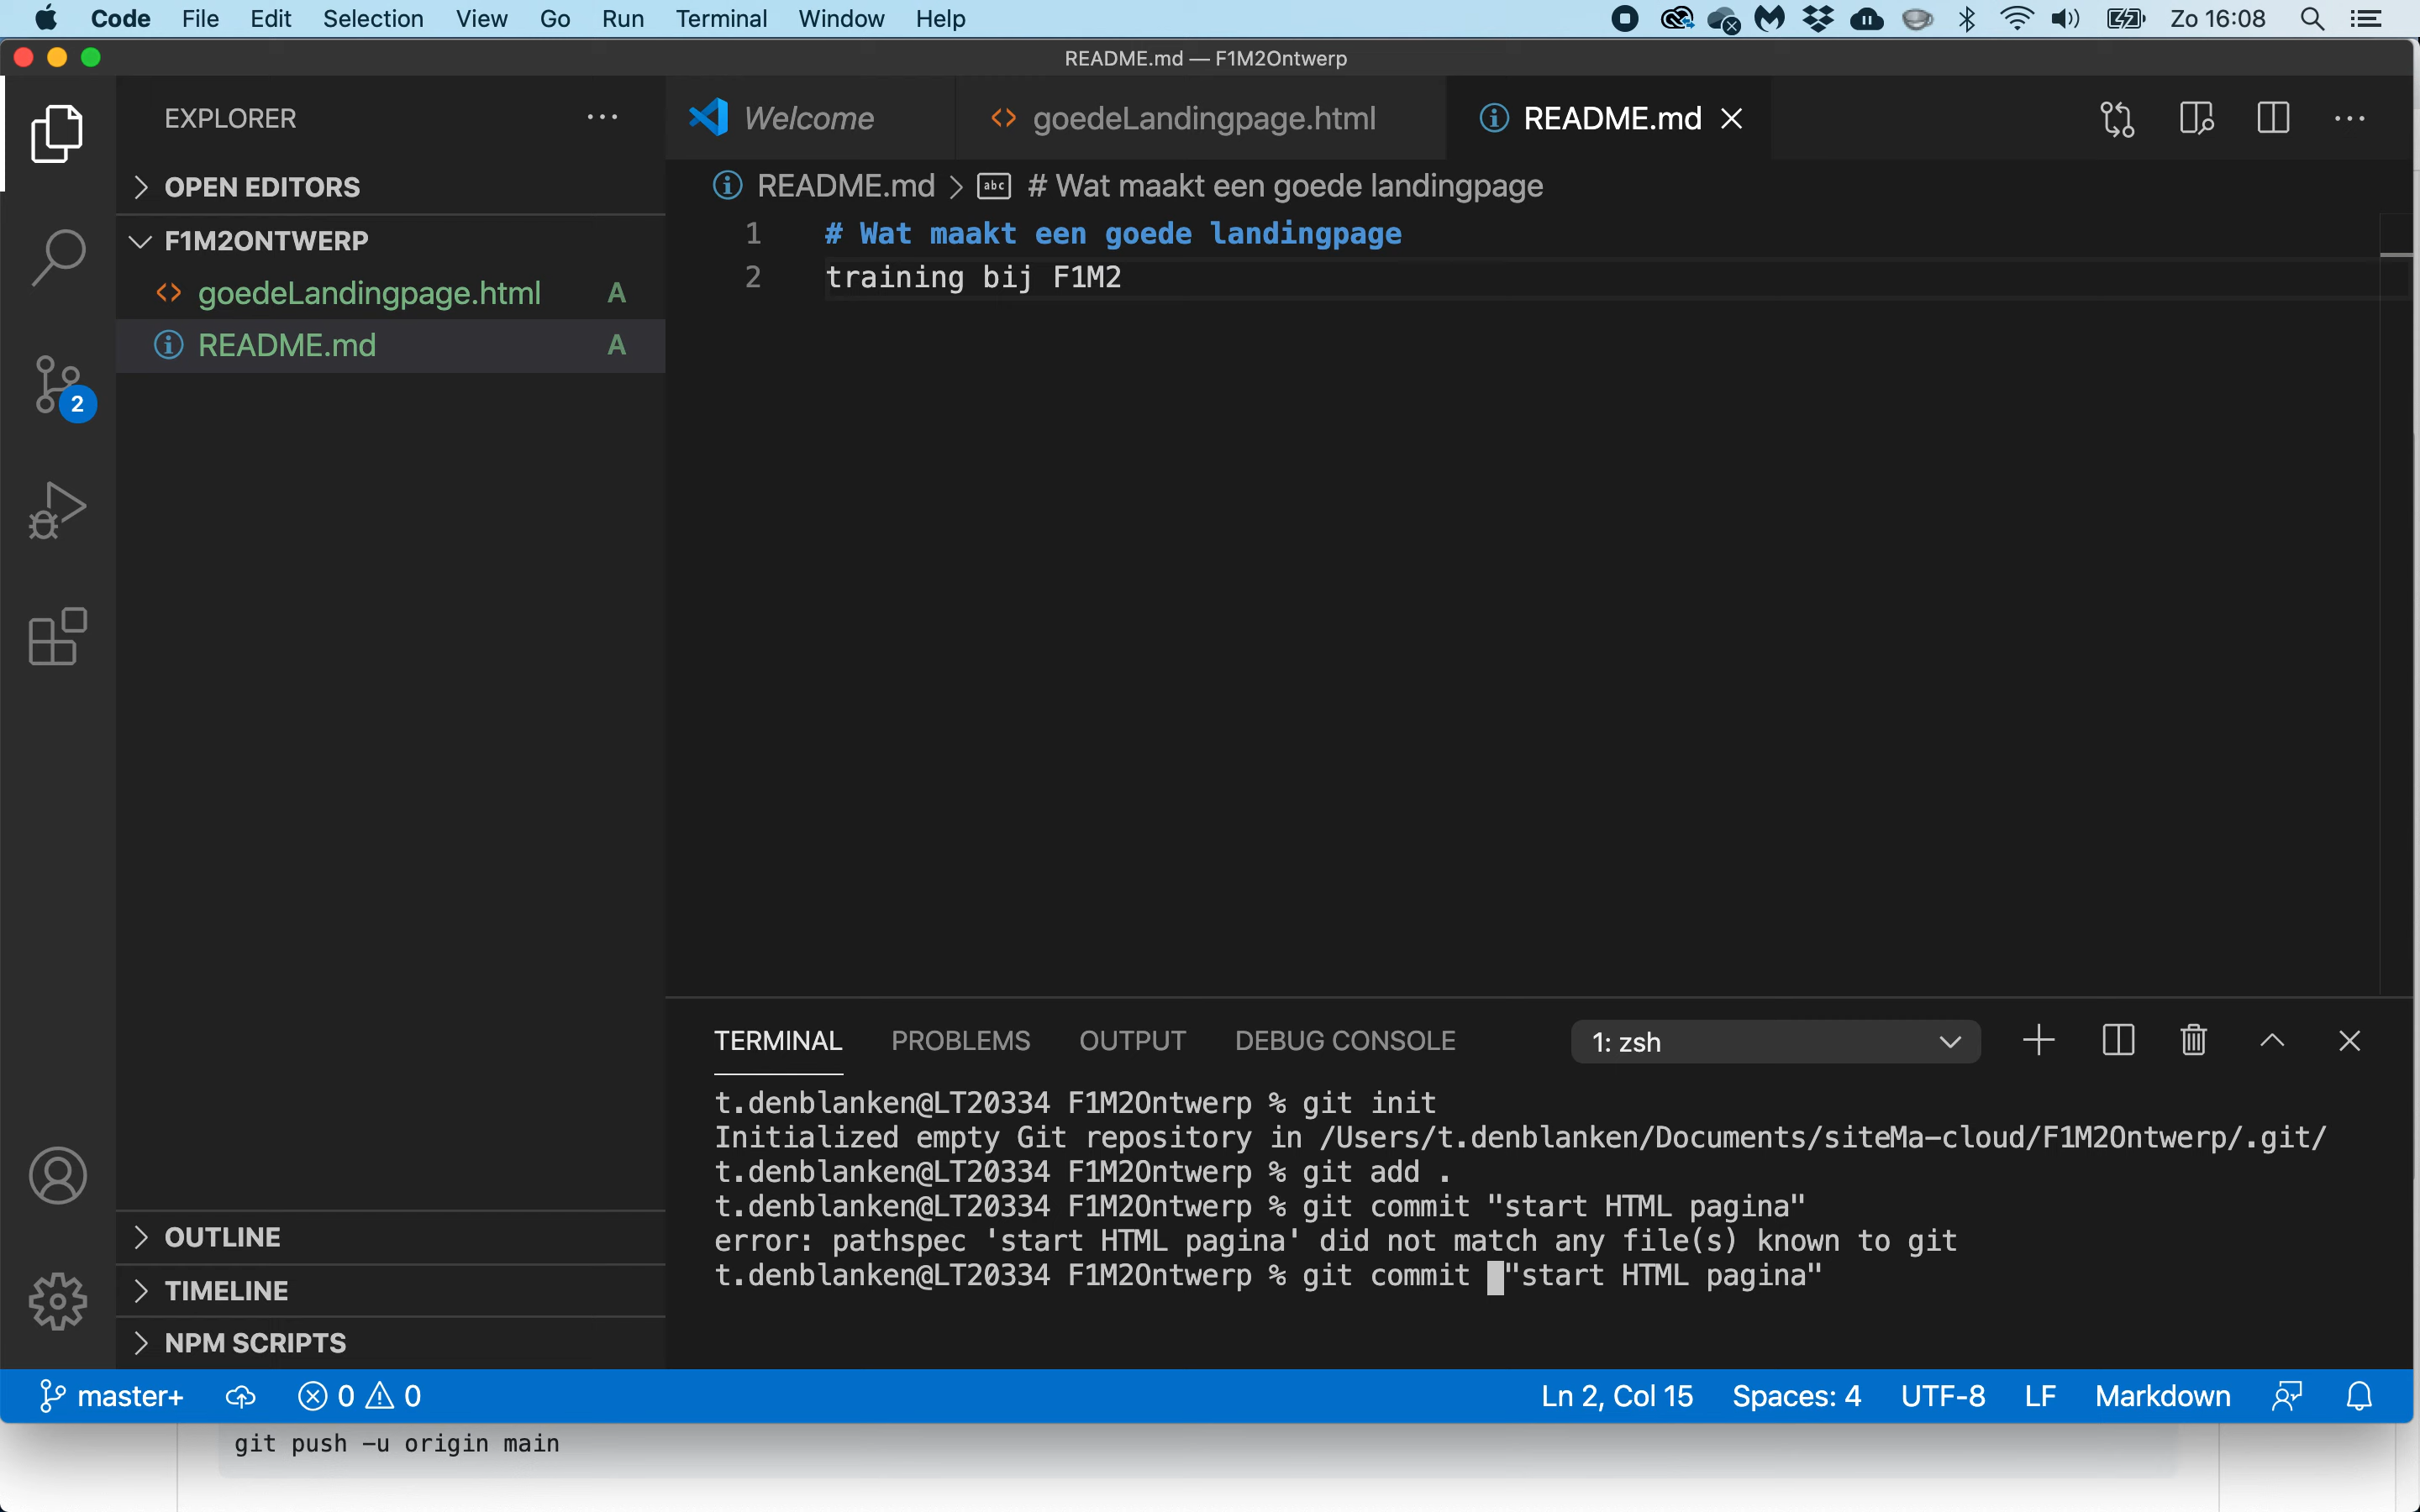 Code File Edit Selection View Go Run Terminal Window Help Zo 16:08
README.md — F1M2Ontwerp
EXPLORER
OPEN EDITORS
F1M2ONTWERP
goedeLandingpage.html A
README.md A
2
Welcome goedeLandingpage.html README.md
README.md > abc # Wat maakt een goede landingpage
1 # Wat maakt een goede landingpage
2 training bij F1M2
TERMINAL PROBLEMS OUTPUT DEBUG CONSOLE 1: zsh
t.denblanken@LT20334 F1M2Ontwerp % git init
Initialized empty Git repository in /Users/t.denblanken/Documents/siteMa-cloud/F1M2Ontwerp/.git/
t.denblanken@LT20334 F1M2Ontwerp % git add .
t.denblanken@LT20334 F1M2Ontwerp % git commit "start HTML pagina"
error: pathspec 'start HTML pagina' did not match any file(s) known to git
t.denblanken@LT20334 F1M2Ontwerp % git commit "start HTML pagina"
OUTLINE
TIMELINE
NPM SCRIPTS
master+ 0 0 Ln 2, Col 15 Spaces: 4 UTF-8 LF Markdown
git push -u origin main